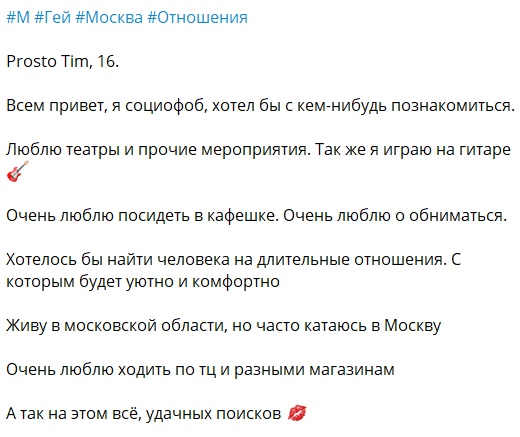 #М #Гей #Москва #Отношения
Prosto Tim, 16.
Всем привет, я социофоб, хотел бы с кем-нибудь познакомиться.
Люблю театры и прочие мероприятия. Так же я играю на гитаре
🎸
Очень люблю посидеть в кафешке. Очень люблю о обниматься.
Хотелось бы найти человека на длительные отношения. С
которым будет уютно и комфортно
Живу в московской области, но часто катаюсь в Москву
Очень люблю ходить по тц и разными магазинам
А так на этом всё, удачных поисков 💋